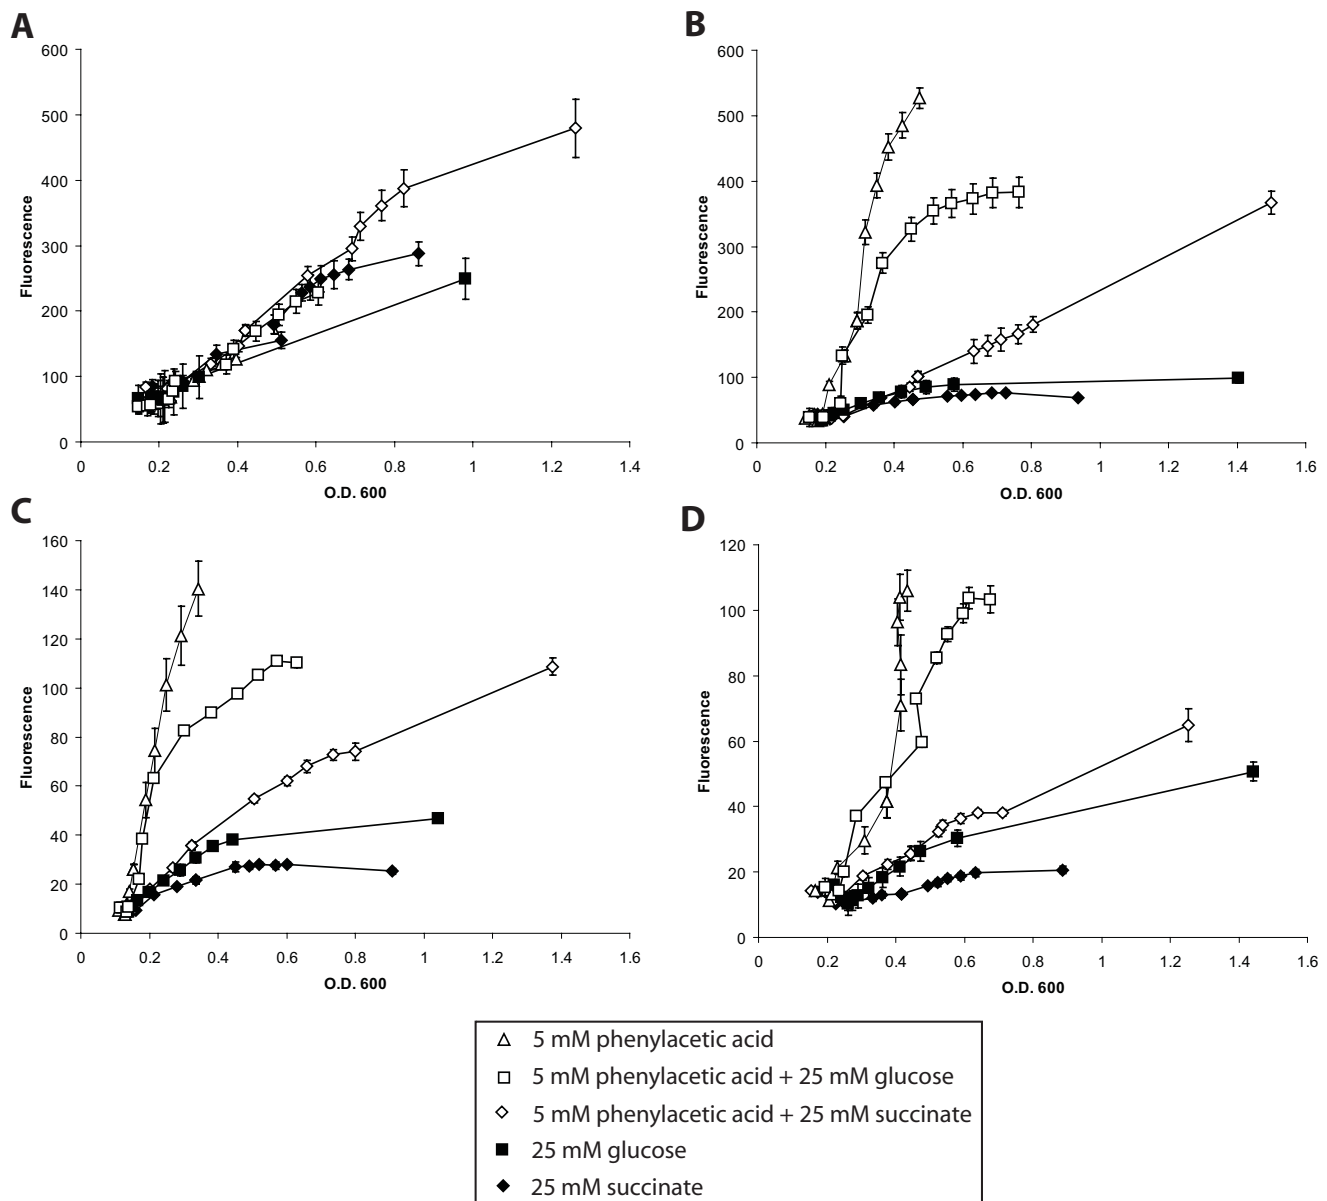 A
600
500
400
300
200
100
0
Fluorescence
0 0.2 0.4 0.6 0.8 1 1.2 1.4
O.D. 600
B
600
500
400
300
200
100
0
Fluorescence
0 0.2 0.4 0.6 0.8 1 1.2 1.4 1.6
O.D. 600
C
160
140
120
100
80
60
40
20
0
Fluorescence
0 0.2 0.4 0.6 0.8 1 1.2 1.4 1.6
O.D. 600
D
120
100
80
60
40
20
0
Fluorescence
0 0.2 0.4 0.6 0.8 1 1.2 1.4 1.6
O.D. 600
5 mM phenylacetic acid
5 mM phenylacetic acid + 25 mM glucose
5 mM phenylacetic acid + 25 mM succinate
25 mM glucose
25 mM succinate